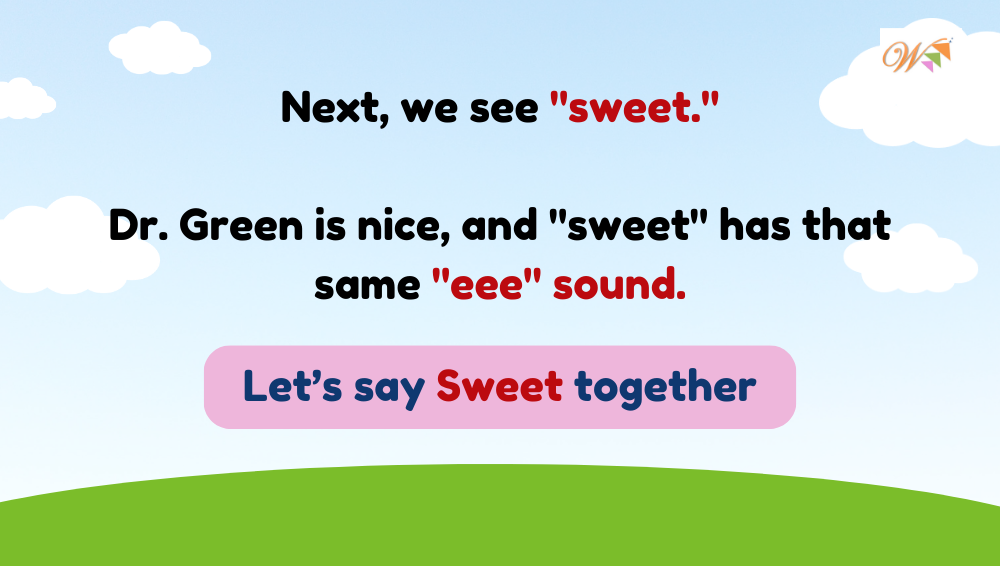 Next, we see "sweet."
Dr. Green is nice, and "sweet" has that
same "eee" sound.
Let’s say Sweet together